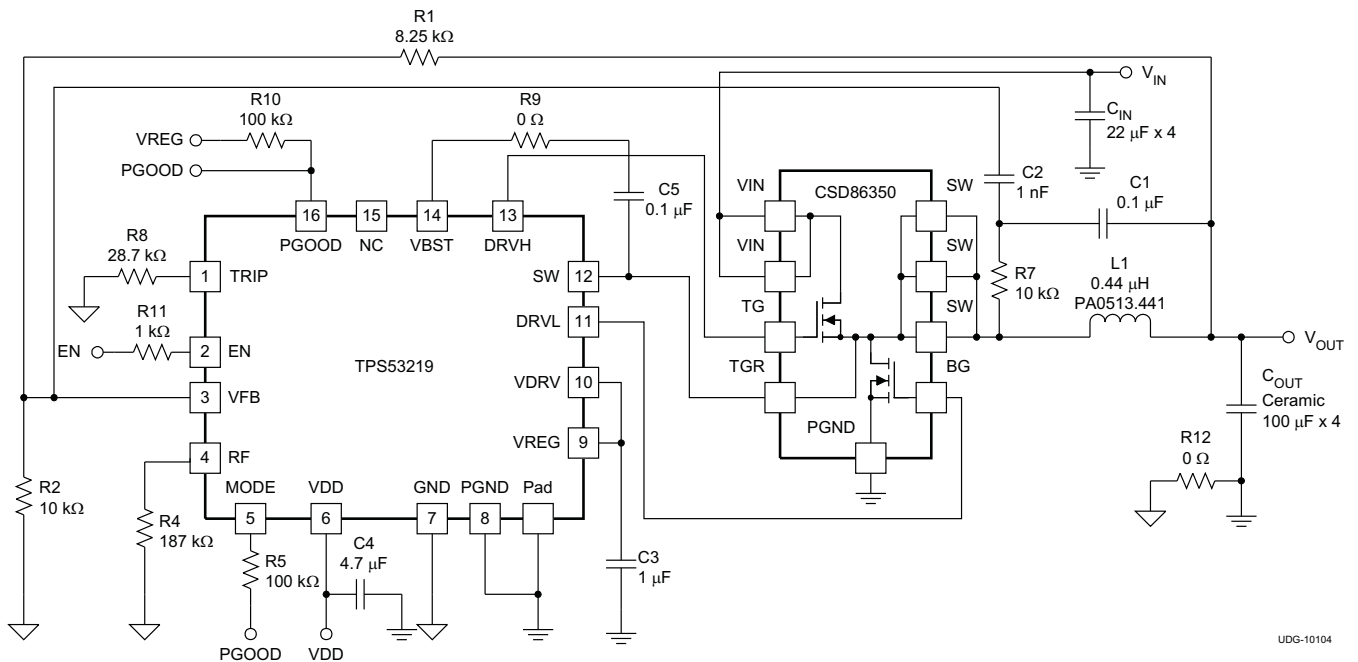 R1
8.25 kΩ
VIN
CIN
22 μF x 4
R10
100 kΩ
R9
0 Ω
VREG
PGOOD
C5
0.1 μF
VIN
CSD86350
SW
C2
1 nF
C1
0.1 μF
16
15
14
13
PGOOD
NC
VBST
DRVH
R8
28.7 kΩ
1
TRIP
SW
12
VIN
SW
R7
10 kΩ
L1
0.44 μH
PA0513.441
TG
SW
R11
1 kΩ
DRVL
11
EN
2
EN
TPS53219
VOUT
TGR
BG
3
VFB
VDRV
10
COUT
Ceramic
100 μF x 4
PGND
VREG
9
4
RF
R12
0 Ω
R2
10 kΩ
MODE
VDD
GND
PGND
Pad
R4
187 kΩ
5
6
7
8
R5
100 kΩ
C4
4.7 μF
C3
1 μF
PGOOD
VDD
UDG-10104